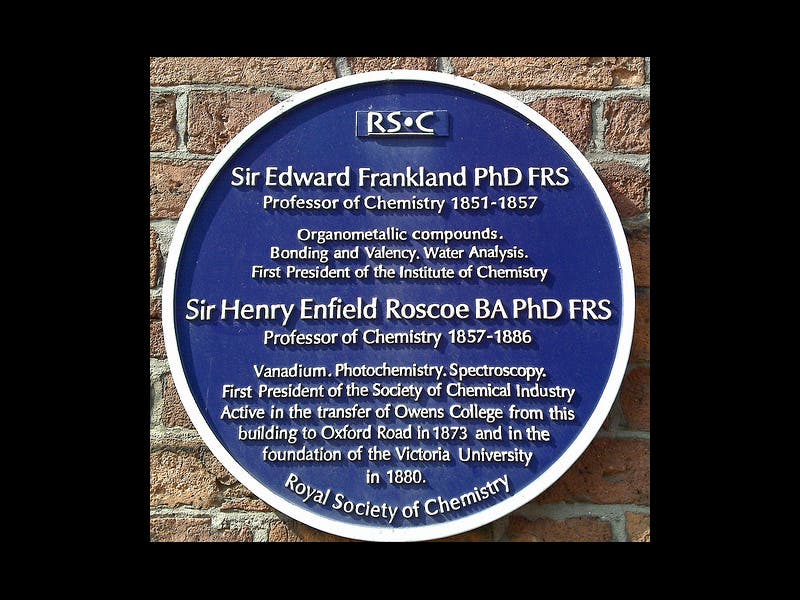 RS•C
Sir Edward Frankland PhD FRS
Professor of Chemistry 1851-1857
Organometallic compounds.
Bonding and Valency. Water Analysis.
First President of the Institute of Chemistry
Sir Henry Enfield Roscoe BA PhD FRS
Professor of Chemistry 1857-1886
Vanadium. Photochemistry. Spectroscopy.
First President of the Society of Chemical Industry
Active in the transfer of Owens College from this
building to Oxford Road in 1873 and in the
foundation of the Victoria University
in 1880.
Royal Society of Chemistry